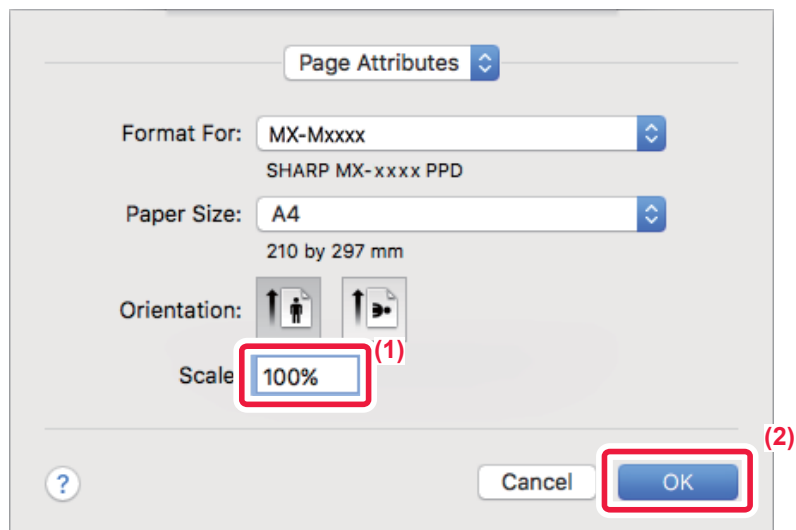 Page Attributes
Format For: MX-Mxxxx
SHARP MX-xxxx PPD
Paper Size: A4
210 by 297 mm
Orientation:
(1)
Scale 100%
(2)
? Cancel OK